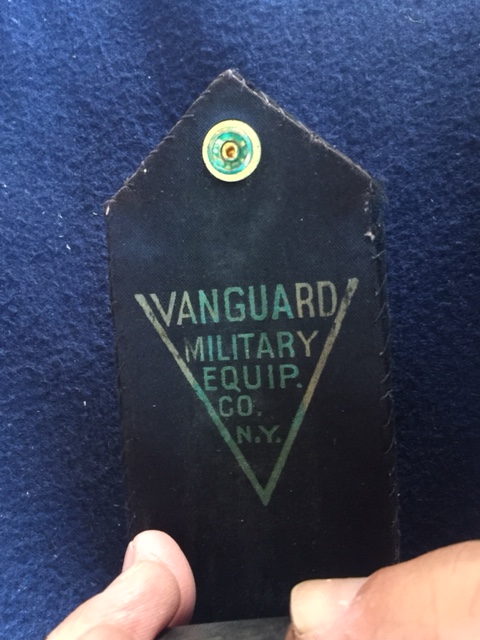 VANGUARD
MILITARY
EQUIP.
CO.
N.Y.